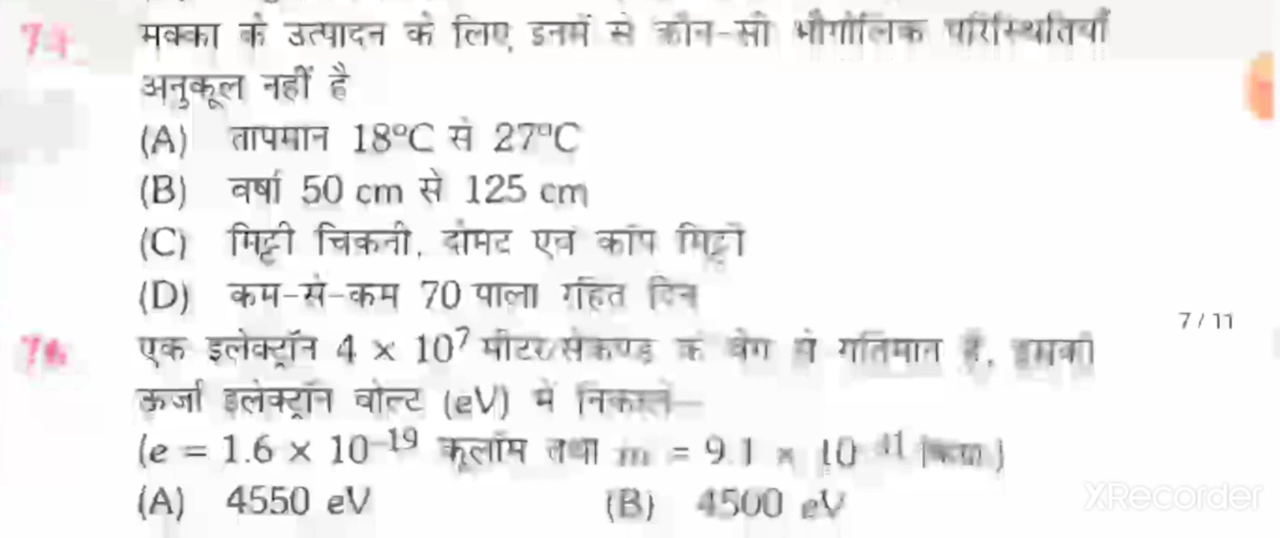 मक्का के उत्पादन के लिए, इनमें से कौन-सी भौगोलिक परिस्थितियाँ
अनुकूल नहीं है
(A) तापमान 18°C से 27°C
(B) वर्षा 50 cm से 125 cm
(C) मिट्टी चिकनी, दोमट एवं काँप मिट्टी
(D) कम-से-कम 70 पाला रहित दिन
7 / 11
एक इलेक्ट्रॉन 4 × 10⁷ मीटर/सेकण्ड के वेग से गतिमान है, इसकी
ऊर्जा इलेक्ट्रॉन वोल्ट (eV) में निकालें—
(e = 1.6 × 10⁻¹⁹ कूलॉम तथा m = 9.1 × 10
(A) 4550 eV (B) 4500 eV
XRecorder